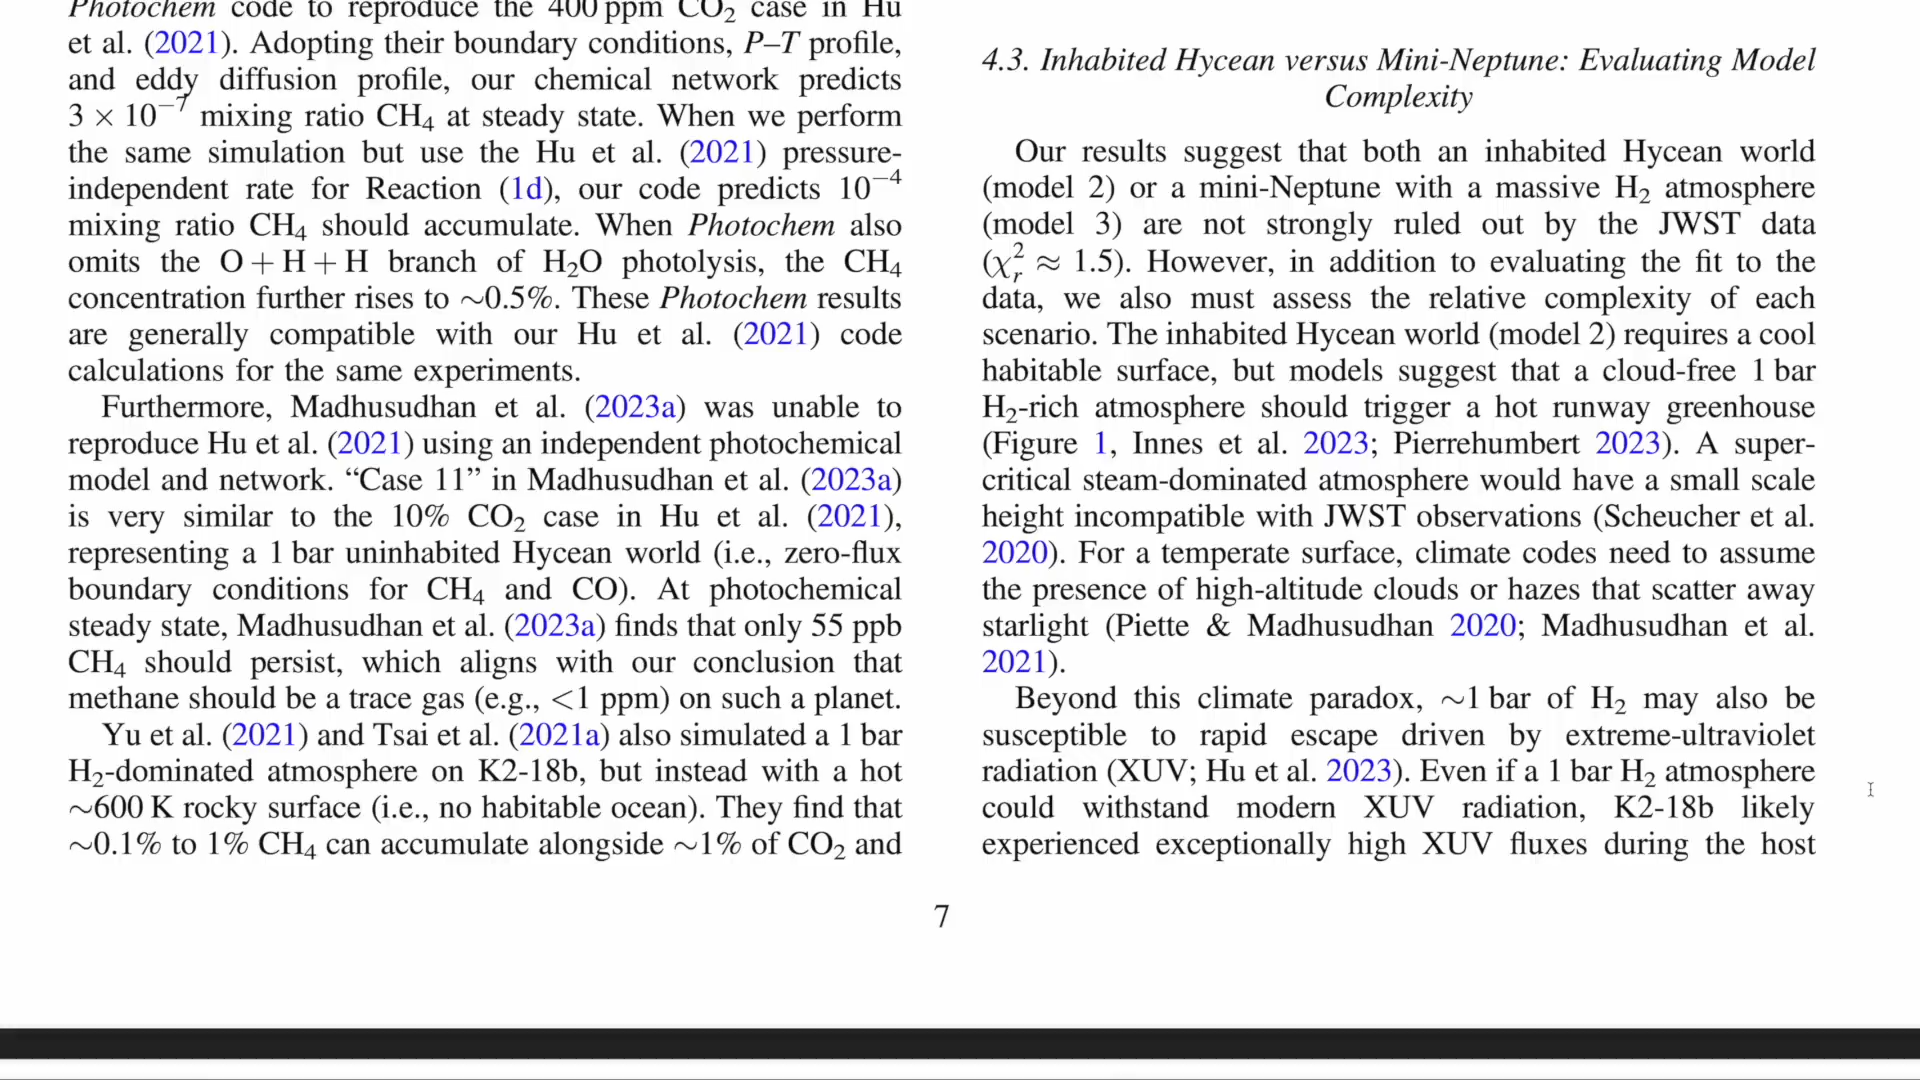 Photochem code to reproduce the 400 ppm CO₂ case in Hu
et al. (2021). Adopting their boundary conditions, P–T profile,
and eddy diffusion profile, our chemical network predicts
3 × 10⁻⁷ mixing ratio CH₄ at steady state. When we perform
the same simulation but use the Hu et al. (2021) pressure-
independent rate for Reaction (1d), our code predicts 10⁻⁴
mixing ratio CH₄ should accumulate. When Photochem also
omits the O + H + H branch of H₂O photolysis, the CH₄
concentration further rises to ∼0.5%. These Photochem results
are generally compatible with our Hu et al. (2021) code
calculations for the same experiments.
Furthermore, Madhusudhan et al. (2023a) was unable to
reproduce Hu et al. (2021) using an independent photochemical
model and network. “Case 11” in Madhusudhan et al. (2023a)
is very similar to the 10% CO₂ case in Hu et al. (2021),
representing a 1 bar uninhabited Hycean world (i.e., zero-flux
boundary conditions for CH₄ and CO). At photochemical
steady state, Madhusudhan et al. (2023a) finds that only 55 ppb
CH₄ should persist, which aligns with our conclusion that
methane should be a trace gas (e.g., <1 ppm) on such a planet.
Yu et al. (2021) and Tsai et al. (2021a) also simulated a 1 bar
H₂-dominated atmosphere on K2-18b, but instead with a hot
∼600 K rocky surface (i.e., no habitable ocean). They find that
∼0.1% to 1% CH₄ can accumulate alongside ∼1% of CO₂ and
4.3. Inhabited Hycean versus Mini-Neptune: Evaluating Model
Complexity
Our results suggest that both an inhabited Hycean world
(model 2) or a mini-Neptune with a massive H₂ atmosphere
(model 3) are not strongly ruled out by the JWST data
(χ²ᵣ ≈ 1.5). However, in addition to evaluating the fit to the
data, we also must assess the relative complexity of each
scenario. The inhabited Hycean world (model 2) requires a cool
habitable surface, but models suggest that a cloud-free 1 bar
H₂-rich atmosphere should trigger a hot runway greenhouse
(Figure 1, Innes et al. 2023; Pierrehumbert 2023). A super-
critical steam-dominated atmosphere would have a small scale
height incompatible with JWST observations (Scheucher et al.
2020). For a temperate surface, climate codes need to assume
the presence of high-altitude clouds or hazes that scatter away
starlight (Piette & Madhusudhan 2020; Madhusudhan et al.
2021).
Beyond this climate paradox, ∼1 bar of H₂ may also be
susceptible to rapid escape driven by extreme-ultraviolet
radiation (XUV; Hu et al. 2023). Even if a 1 bar H₂ atmosphere
could withstand modern XUV radiation, K2-18b likely
experienced exceptionally high XUV fluxes during the host
7